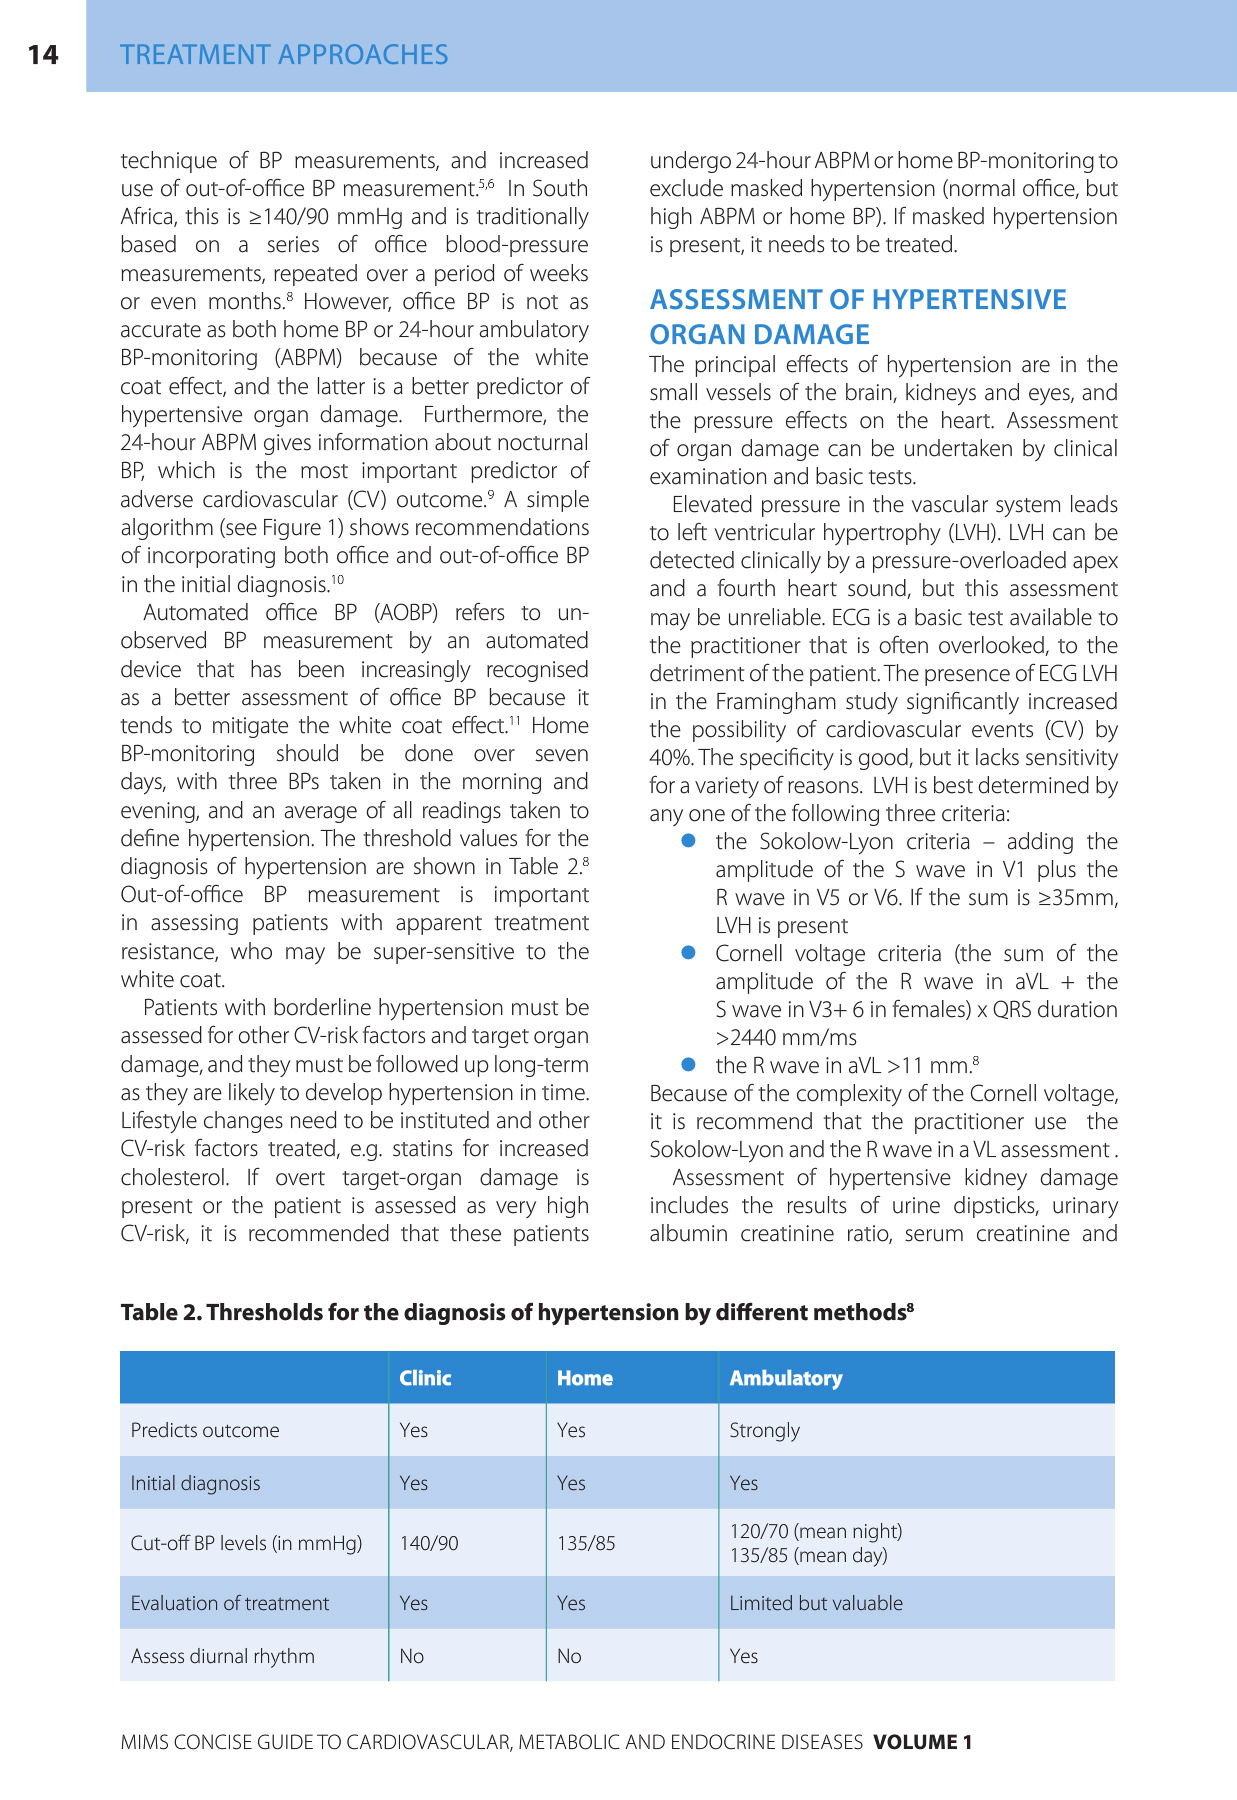 14
TREATMENT APPROACHES
technique of BP measurements, and increased
use of out-of-office BP measurement.5,6 In South
Africa, this is ≥140/90 mmHg and is traditionally
based on a series of office blood-pressure
measurements, repeated over a period of weeks
or even months.8 However, office BP is not as
accurate as both home BP or 24-hour ambulatory
BP-monitoring (ABPM) because of the white
coat effect, and the latter is a better predictor of
hypertensive organ damage. Furthermore, the
24-hour ABPM gives information about nocturnal
BP, which is the most important predictor of
adverse cardiovascular (CV) outcome.9 A simple
algorithm (see Figure 1) shows recommendations
of incorporating both office and out-of-office BP
in the initial diagnosis.10
Automated office BP (AOBP) refers to un-
observed BP measurement by an automated
device that has been increasingly recognised
as a better assessment of office BP because it
tends to mitigate the white coat effect.11 Home
BP-monitoring should be done over seven
days, with three BPs taken in the morning and
evening, and an average of all readings taken to
define hypertension. The threshold values for the
diagnosis of hypertension are shown in Table 2.8
Out-of-office BP measurement is important
in assessing patients with apparent treatment
resistance, who may be super-sensitive to the
white coat.
Patients with borderline hypertension must be
assessed for other CV-risk factors and target organ
damage, and they must be followed up long-term
as they are likely to develop hypertension in time.
Lifestyle changes need to be instituted and other
CV-risk factors treated, e.g. statins for increased
cholesterol. If overt target-organ damage is
present or the patient is assessed as very high
CV-risk, it is recommended that these patients
undergo 24-hour ABPM or home BP-monitoring to
exclude masked hypertension (normal office, but
high ABPM or home BP). If masked hypertension
is present, it needs to be treated.
ASSESSMENT OF HYPERTENSIVE
ORGAN DAMAGE
The principal effects of hypertension are in the
small vessels of the brain, kidneys and eyes, and
the pressure effects on the heart. Assessment
of organ damage can be undertaken by clinical
examination and basic tests.
Elevated pressure in the vascular system leads
to left ventricular hypertrophy (LVH). LVH can be
detected clinically by a pressure-overloaded apex
and a fourth heart sound, but this assessment
may be unreliable. ECG is a basic test available to
the practitioner that is often overlooked, to the
detriment of the patient. The presence of ECG LVH
in the Framingham study significantly increased
the possibility of cardiovascular events (CV) by
40%. The specificity is good, but it lacks sensitivity
for a variety of reasons. LVH is best determined by
any one of the following three criteria:
● the Sokolow-Lyon criteria – adding the
amplitude of the S wave in V1 plus the
R wave in V5 or V6. If the sum is ≥35mm,
LVH is present
● Cornell voltage criteria (the sum of the
amplitude of the R wave in aVL + the
S wave in V3+ 6 in females) x QRS duration
>2440 mm/ms
● the R wave in aVL >11 mm.8
Because of the complexity of the Cornell voltage,
it is recommend that the practitioner use the
Sokolow-Lyon and the R wave in a VL assessment .
Assessment of hypertensive kidney damage
includes the results of urine dipsticks, urinary
albumin creatinine ratio, serum creatinine and
Table 2. Thresholds for the diagnosis of hypertension by different methods8
Clinic Home Ambulatory
Predicts outcome Yes Yes Strongly
Initial diagnosis Yes Yes Yes
Cut-off BP levels (in mmHg) 140/90 135/85 120/70 (mean night)
135/85 (mean day)
Evaluation of treatment Yes Yes Limited but valuable
Assess diurnal rhythm No No Yes
MIMS CONCISE GUIDE TO CARDIOVASCULAR, METABOLIC AND ENDOCRINE DISEASES VOLUME 1